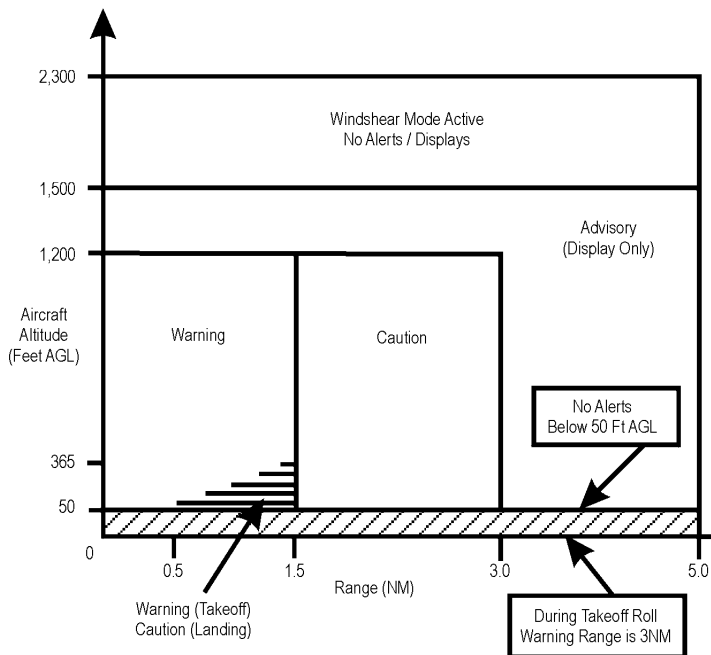 2,300
Windshear Mode Active
No Alerts / Displays
1,500
Advisory
(Display Only)
1,200
Aircraft
Altitude
(Feet AGL)
Warning
Caution
No Alerts
Below 50 Ft AGL
365
50
0
0.5
1.5
3.0
5.0
Range (NM)
Warning (Takeoff)
Caution (Landing)
During Takeoff Roll
Warning Range is 3NM